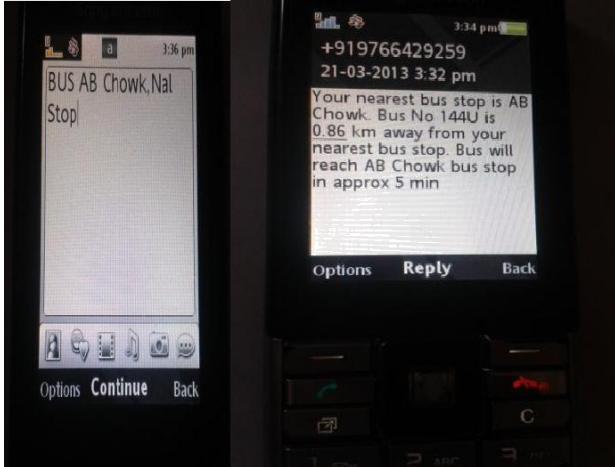 a
3:36 pm
BUS AB Chowk,Nal
Stop
Options Continue Back
3:34 pm
+919766429259
21-03-2013 3:32 pm
Your nearest bus stop is AB
Chowk. Bus No 144U is
0.86 km away from your
nearest bus stop. Bus will
reach AB Chowk bus stop
in approx 5 min
Options Reply Back
C